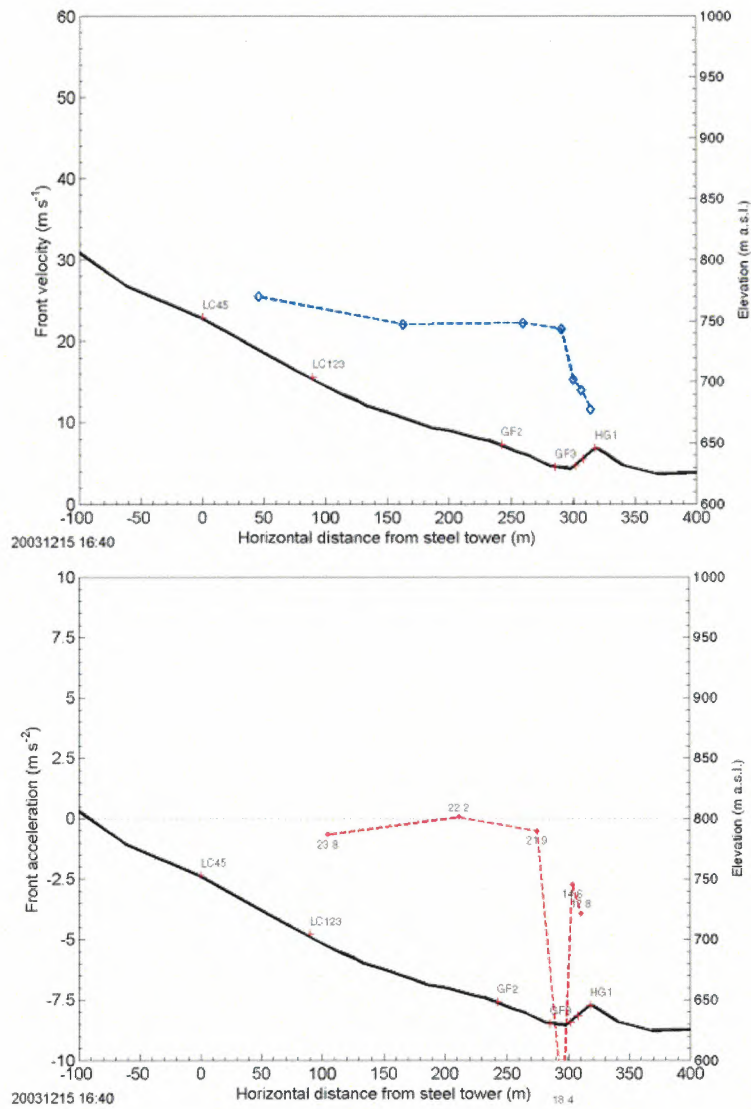 60
50
40
30
20
10
0
Front velocity (m s⁻¹)
1000
950
900
850
800
750
700
650
600
Elevation (m a.s.l.)
LC45
LC123
GF2
GF3
HG1
-100 -50 0 50 100 150 200 250 300 350 400
20031215 16:40
Horizontal distance from steel tower (m)
10
7.5
5
2.5
0
-2.5
-5
-7.5
-10
Front acceleration (m s⁻²)
1000
950
900
850
800
750
700
650
600
Elevation (m a.s.l.)
22.2
23.8
21.9
14.6
LC45
LC123
GF2
HG1
-100 -50 0 50 100 150 200 250 300 350 400
20031215 16:40
Horizontal distance from steel tower (m)
18.4